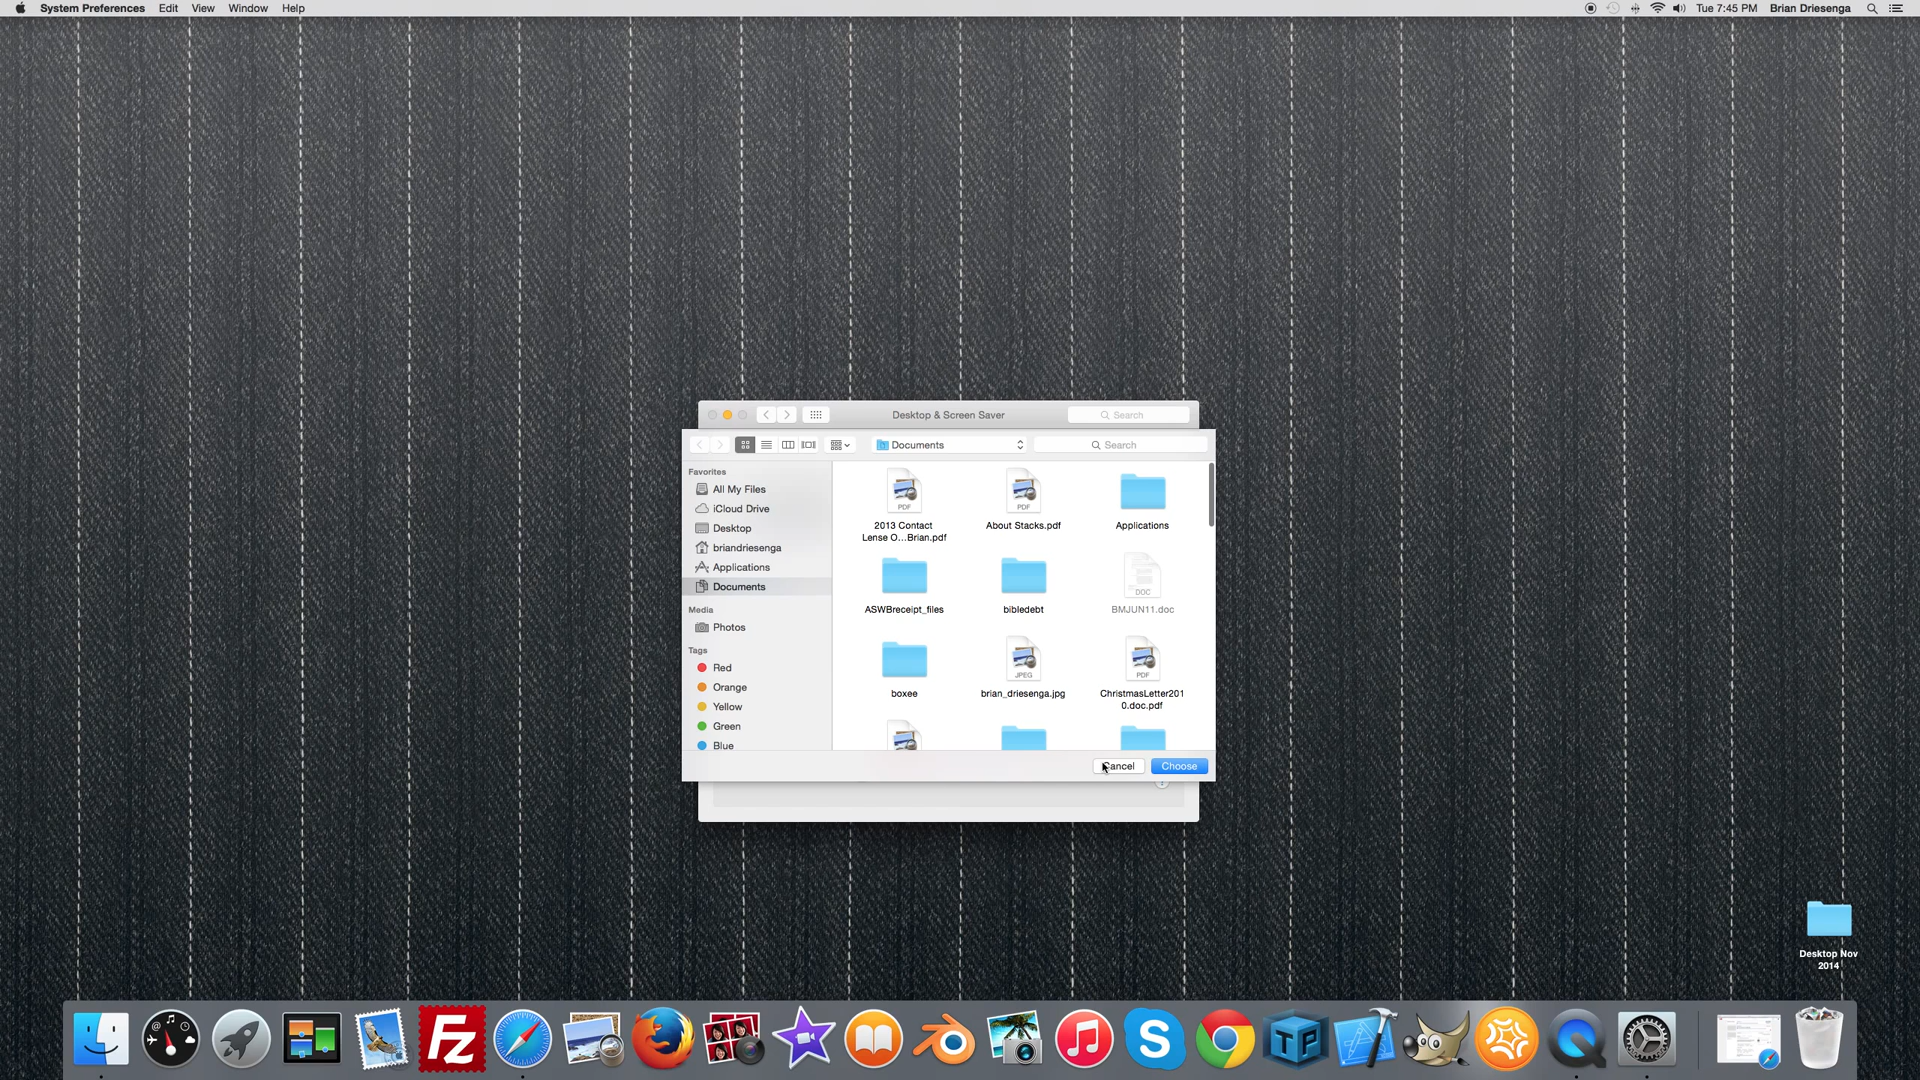 System Preferences Edit View Window Help Tue 7:45 PM Brian Driesenga
Desktop & Screen Saver Search
Documents Search
Favorites
All My Files
iCloud Drive
Desktop
briandriesenga
Applications
Documents
Media
Photos
Tags
Red
Orange
Yellow
Green
Blue
PDF
2013 Contact
Lense O...Brian.pdf
PDF
About Stacks.pdf
Applications
ASWBreceipt_files
bibledebt
DOC
BMJUN11.doc
boxee
JPEG
brian_driesenga.jpg
PDF
ChristmasLetter201
0.doc.pdf
Cancel Choose
Desktop Nov
2014
Fz
TP